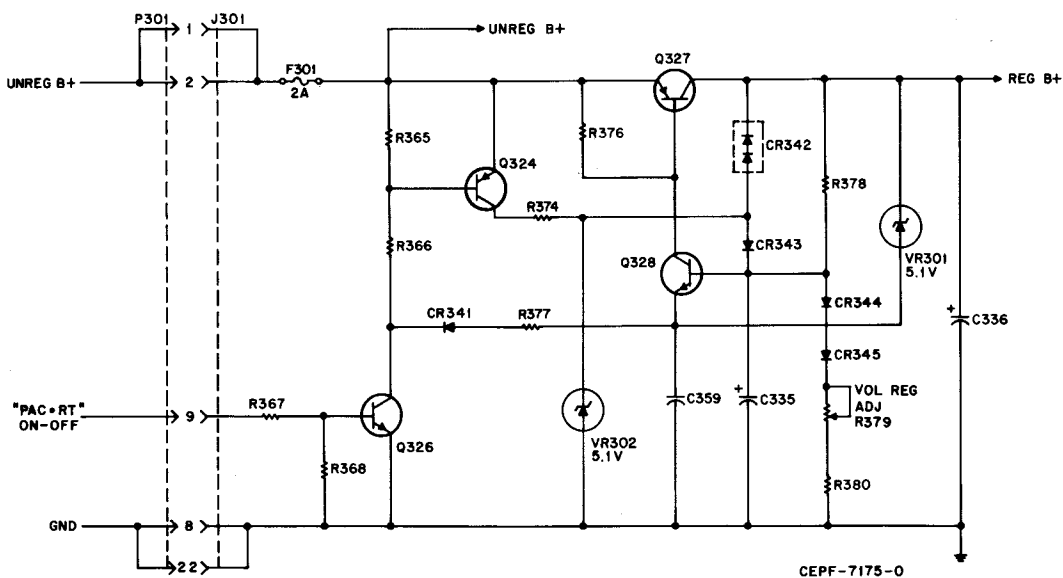 P301
1
J301
UNREG B+
UNREG B+
2
F301
2A
Q327
REG B+
R365
R376
CR342
Q324
R378
R374
R366
CR343
VR301
5.1V
Q328
CR344
CR341
R377
C336
CR345
"PAC•RT"
ON-OFF
9
R367
Q326
VR302
5.1V
C359
C335
VOL REG
ADJ
R379
R368
R380
GND
8
22
CEPF-7175-O